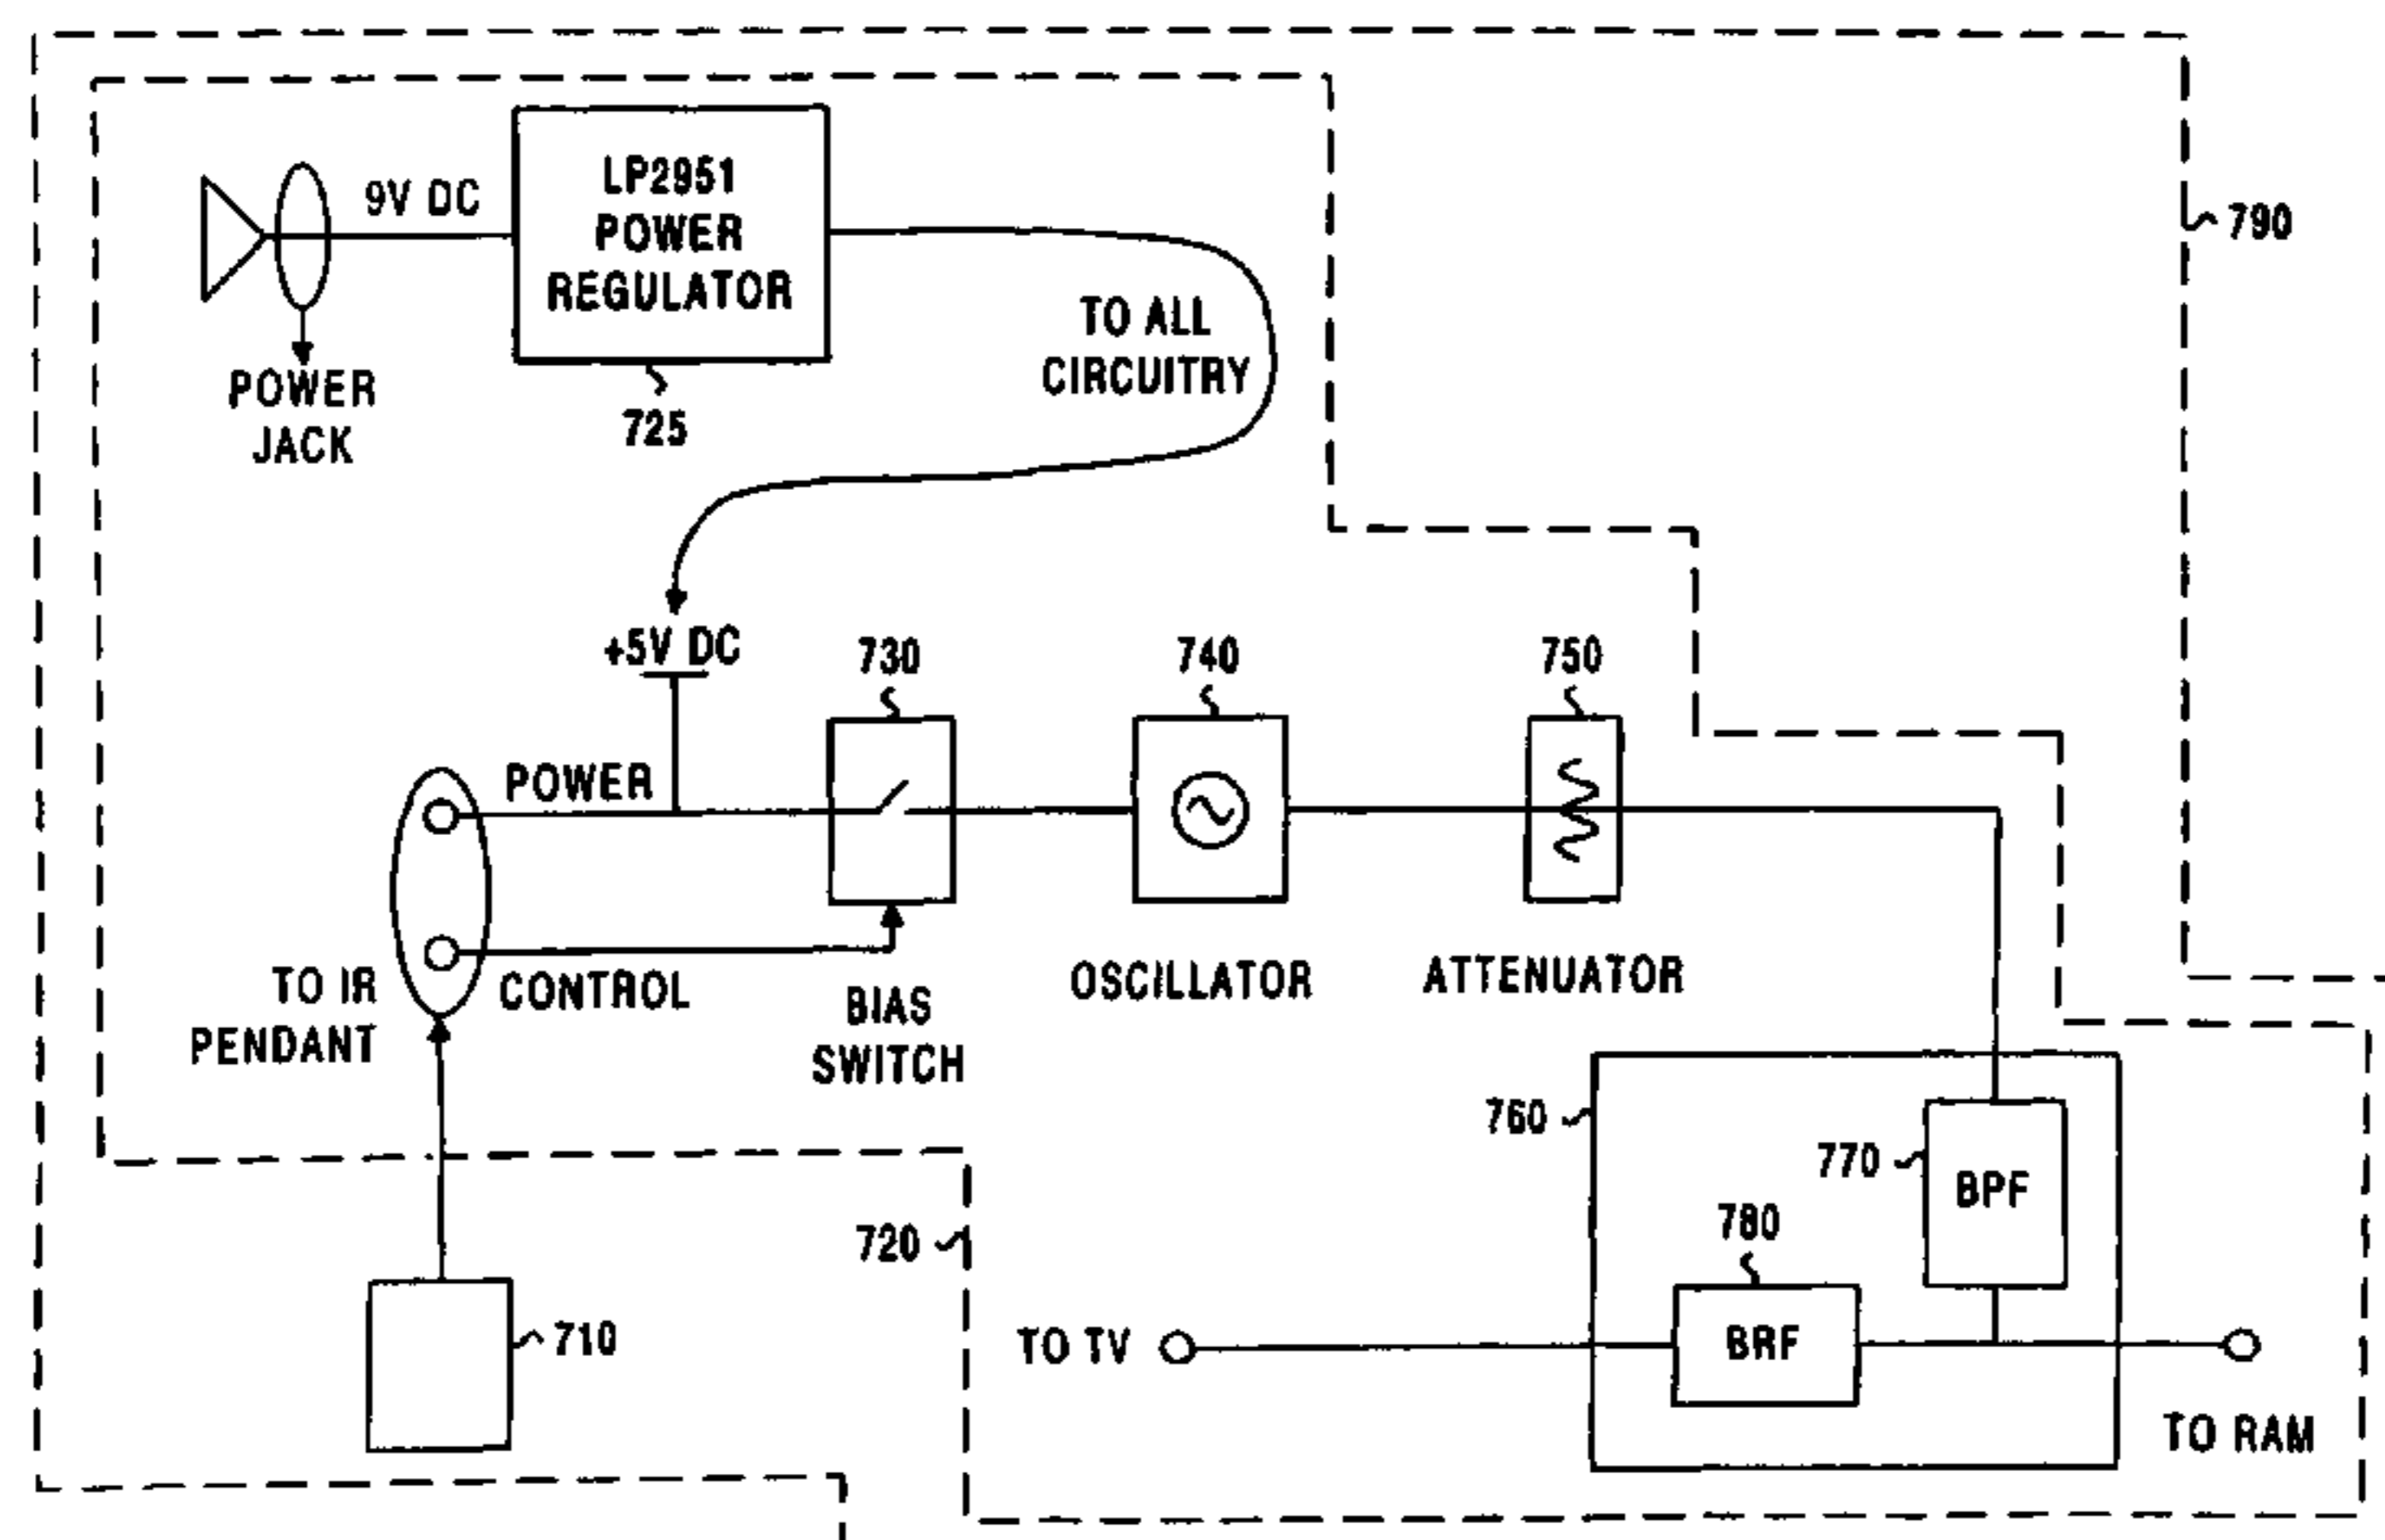 9V DC
LP2951
POWER
REGULATOR
790
TO ALL
CIRCUITRY
POWER
JACK
725
+5V DC
730
740
750
POWER
TO IR
PENDANT
CONTROL
BIAS
SWITCH
OSCILLATOR
ATTENUATOR
760
770
BPF
780
720
710
TO TV
BRF
TO RAM